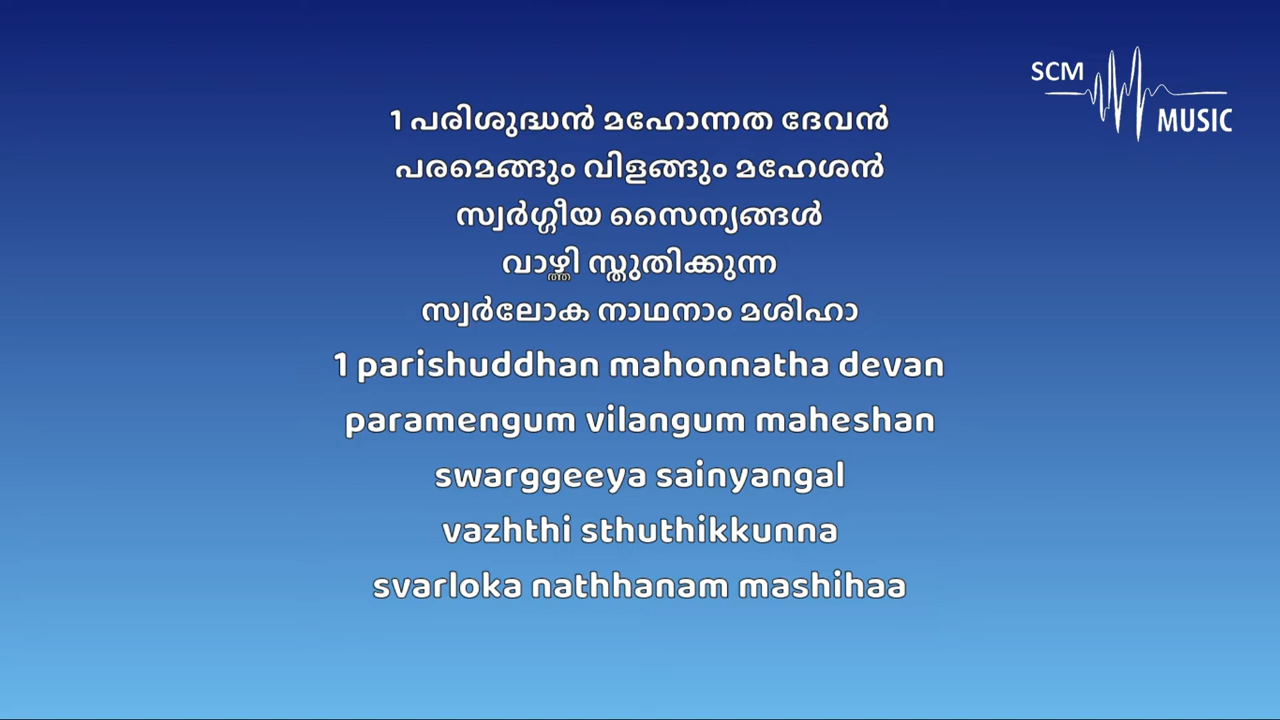 SCM
MUSIC
1 പരിശുദ്ധൻ മഹോന്നത ദേവൻ
പരമെങ്ങും വിളങ്ങും മഹേശൻ
സ്വർഗ്ഗീയ സൈന്യങ്ങൾ
വാഴ്ത്തി സ്തുതിക്കുന്ന
സ്വർലോക നാഥനാം മശിഹാ
1 parishuddhan mahonnatha devan
paramengum vilangum maheshan
swarggeeya sainyangal
vazhthi sthuthikkunna
svarloka nathhanam mashihaa